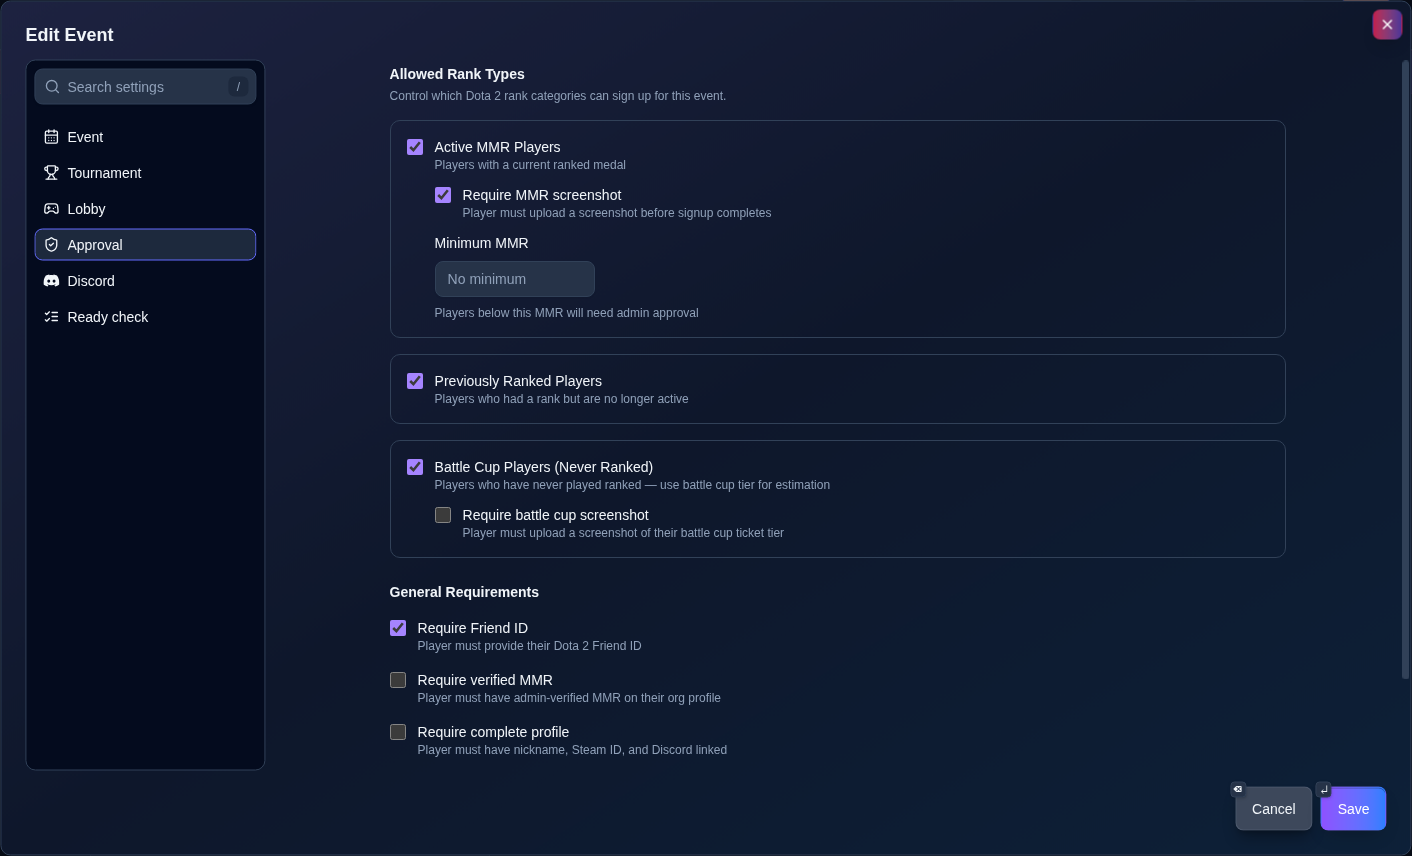 Edit Event
Search settings /
Event
Tournament
Lobby
Approval
Discord
Ready check
Allowed Rank Types
Control which Dota 2 rank categories can sign up for this event.
Active MMR Players
Players with a current ranked medal
Require MMR screenshot
Player must upload a screenshot before signup completes
Minimum MMR
No minimum
Players below this MMR will need admin approval
Previously Ranked Players
Players who had a rank but are no longer active
Battle Cup Players (Never Ranked)
Players who have never played ranked — use battle cup tier for estimation
Require battle cup screenshot
Player must upload a screenshot of their battle cup ticket tier
General Requirements
Require Friend ID
Player must provide their Dota 2 Friend ID
Require verified MMR
Player must have admin-verified MMR on their org profile
Require complete profile
Player must have nickname, Steam ID, and Discord linked
Cancel
Save